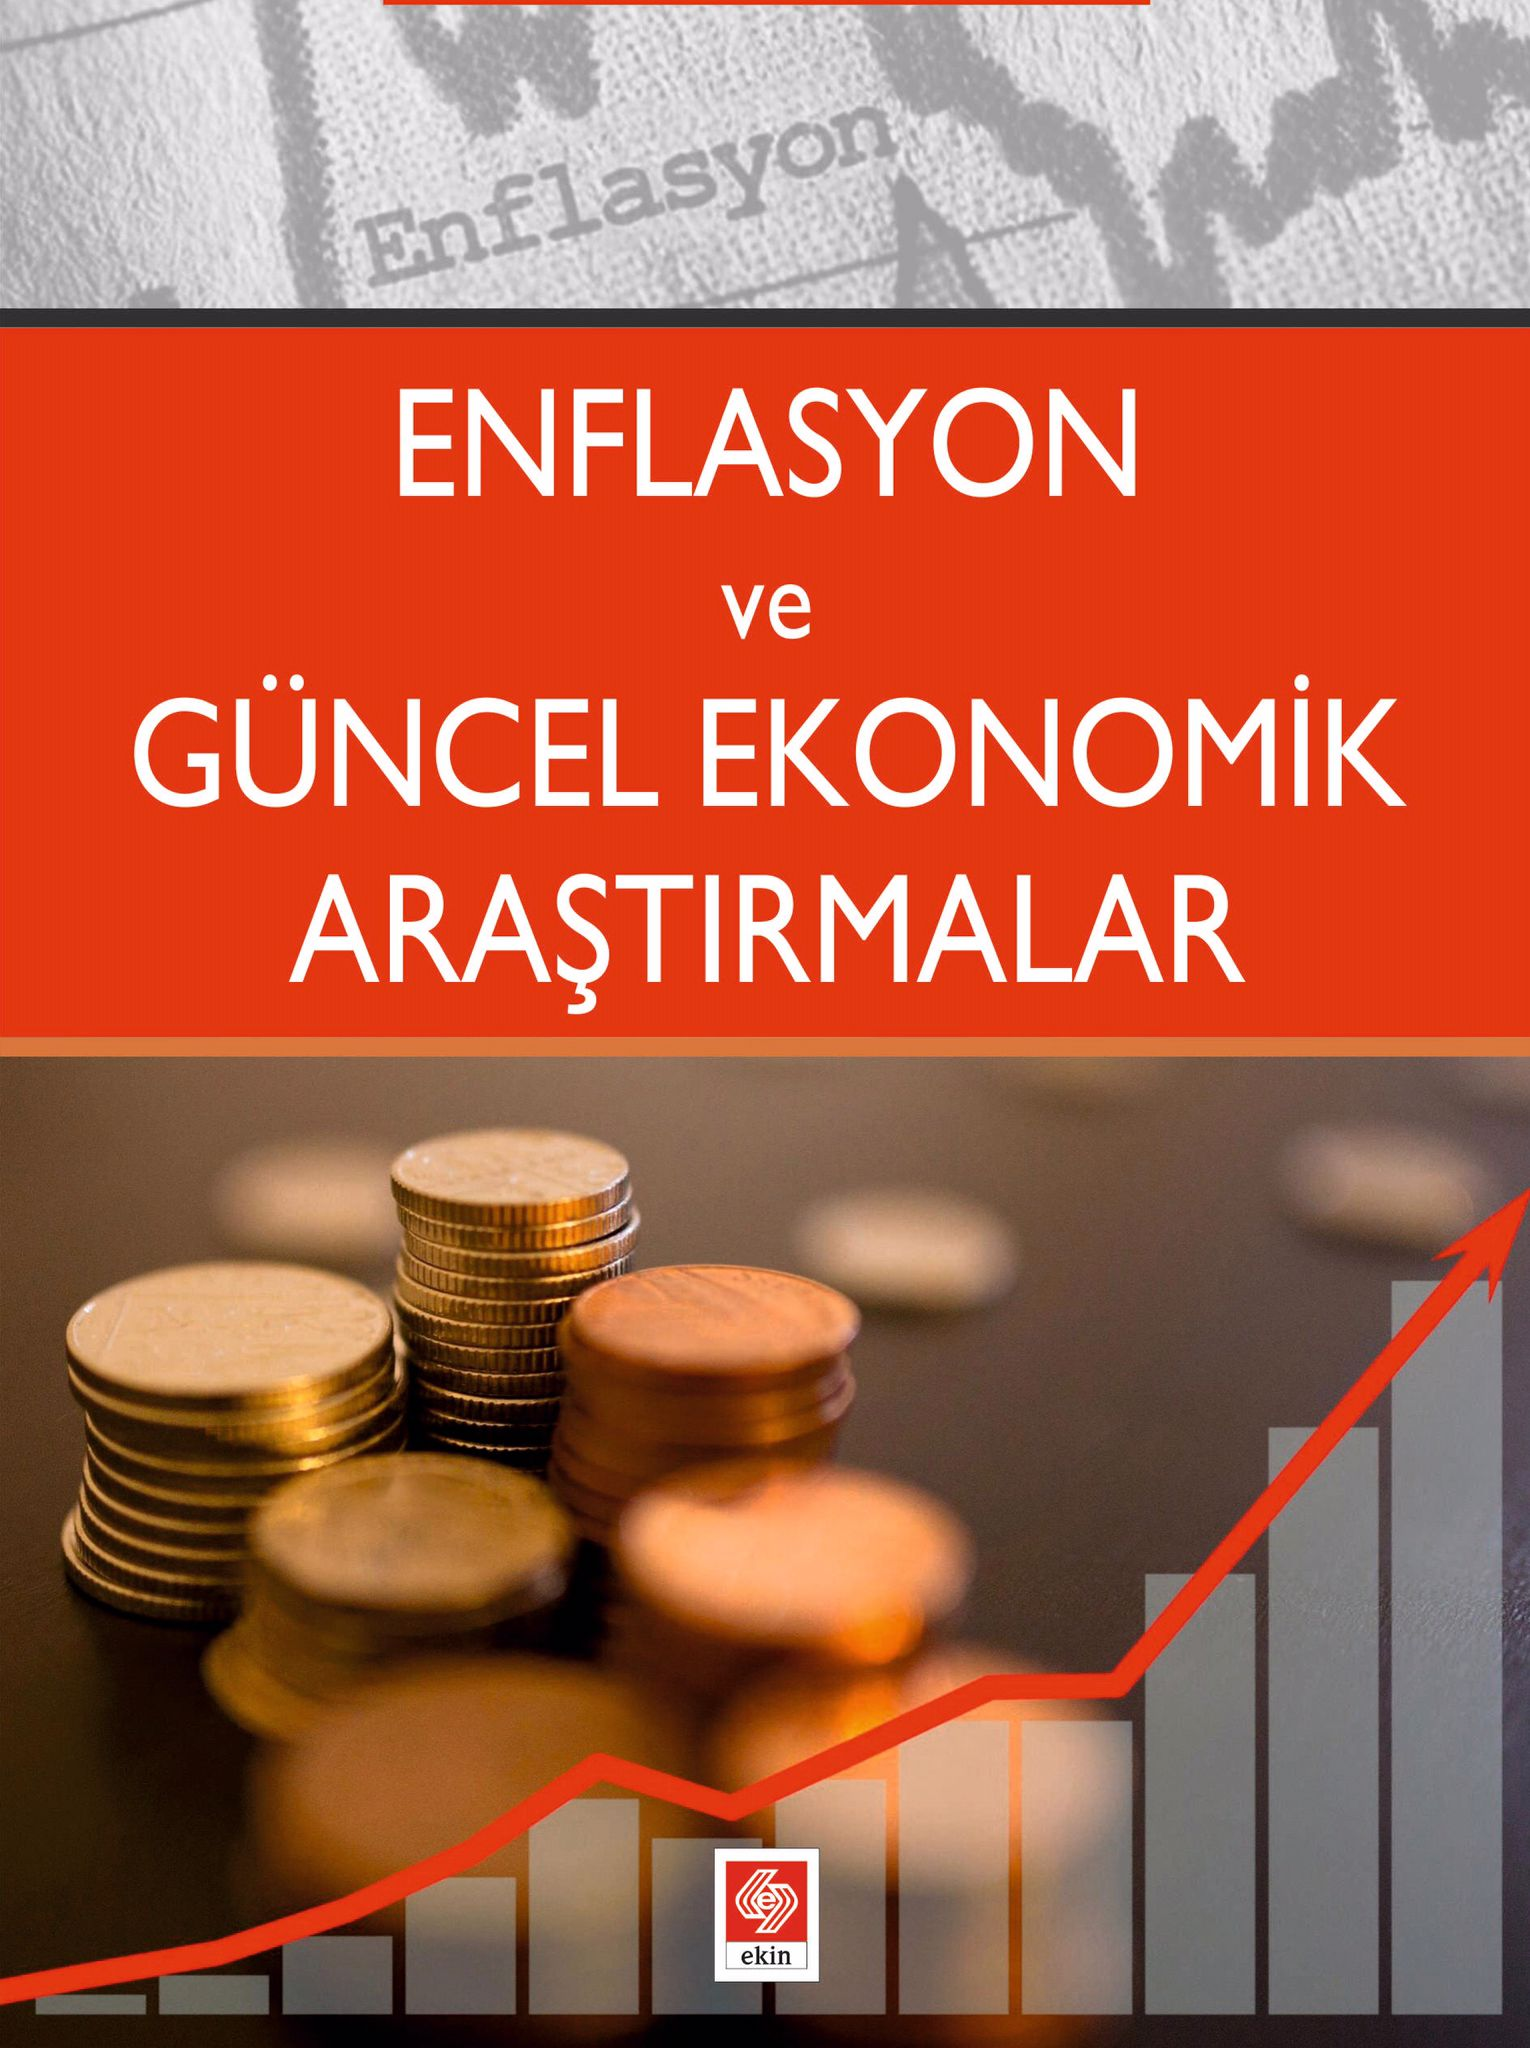 Enflasyon
ENFLASYON
ve
GÜNCEL EKONOMİK
ARAŞTIRMALAR
e
ekin